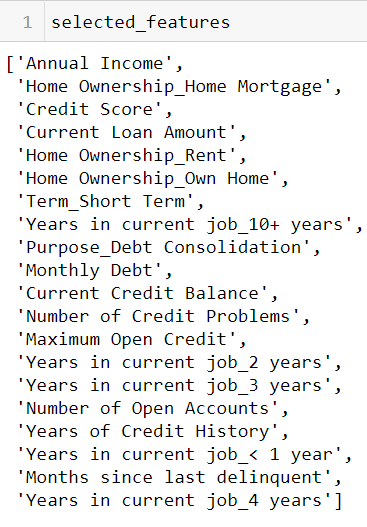 1 selected_features
['Annual Income',
'Home Ownership_Home Mortgage',
'Credit Score',
'Current Loan Amount',
'Home Ownership_Rent',
'Home Ownership_Own Home',
'Term_Short Term',
'Years in current job_10+ years',
'Purpose_Debt Consolidation',
'Monthly Debt',
'Current Credit Balance',
'Number of Credit Problems',
'Maximum Open Credit',
'Years in current job_2 years',
'Years in current job_3 years',
'Number of Open Accounts',
'Years of Credit History',
'Years in current job_< 1 year',
'Months since last delinquent',
'Years in current job_4 years']